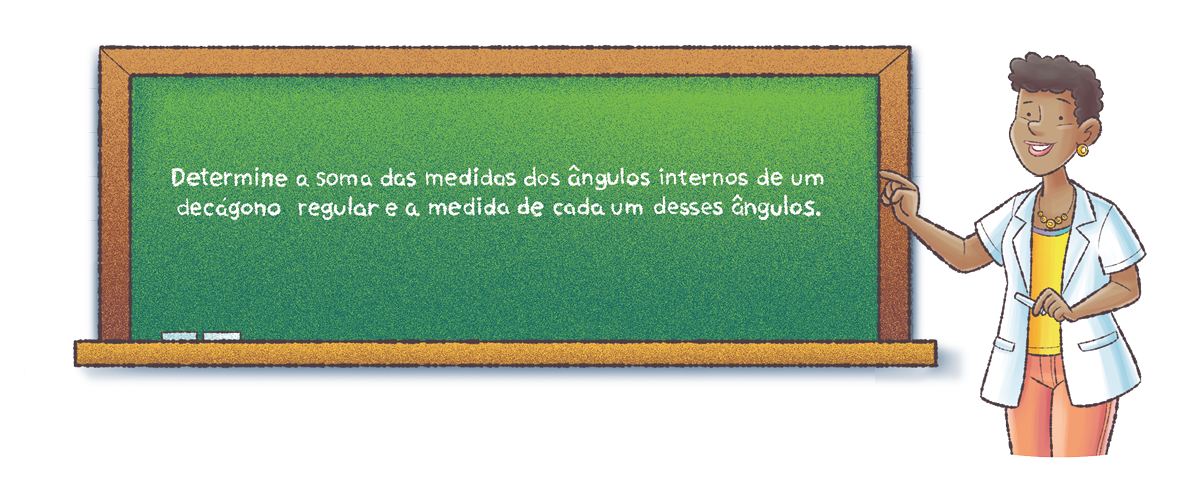 Determine a soma das medidas dos ângulos internos de um
decágono regular e a medida de cada um desses ângulos.